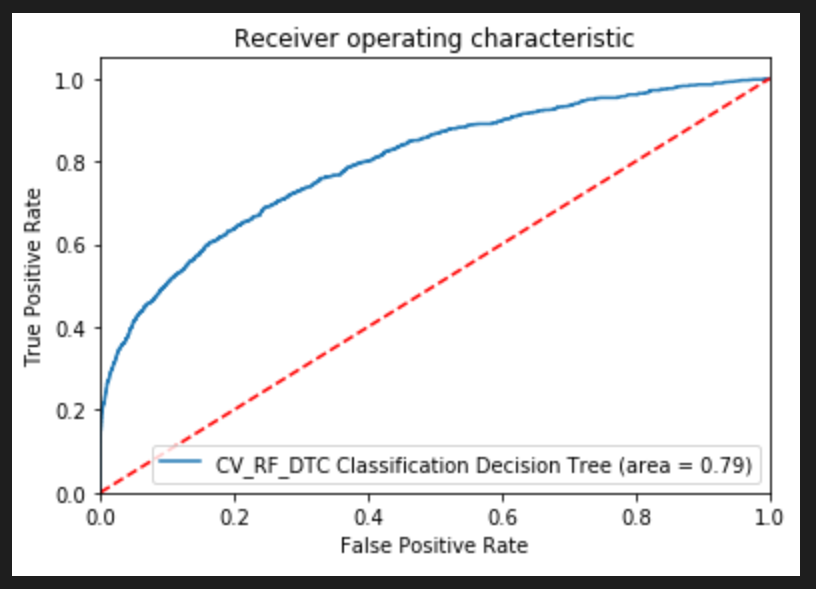 Receiver operating characteristic
True Positive Rate
1.0
0.8
0.6
0.4
0.2
0.0
CV_RF_DTC Classification Decision Tree (area = 0.79)
0.0 0.2 0.4 0.6 0.8 1.0
False Positive Rate